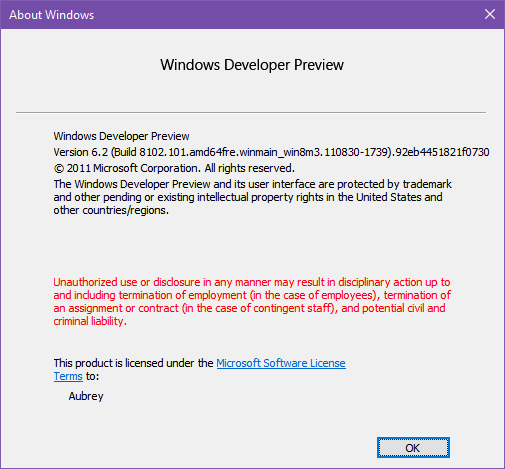 About Windows
Windows Developer Preview
Windows Developer Preview
Version 6.2 (Build 8102.101.amd64fre.winmain_win8m3.110830-1739).92eb4451821f0730
© 2011 Microsoft Corporation. All rights reserved.
The Windows Developer Preview and its user interface are protected by trademark
and other pending or existing intellectual property rights in the United States and
other countries/regions.
Unauthorized use or disclosure in any manner may result in disciplinary action up to
and including termination of employment (in the case of employees), termination of
an assignment or contract (in the case of contingent staff), and potential civil and
criminal liability.
This product is licensed under the Microsoft Software License
Terms to:
Aubrey
OK